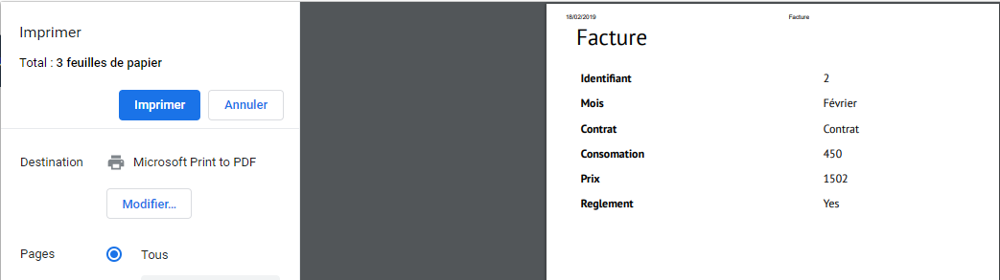 Imprimer
Total : 3 feuilles de papier
Imprimer Annuler
Destination Microsoft Print to PDF
Modifier...
Pages Tous
18/02/2019 Facture
Facture
Identifiant 2
Mois Février
Contrat Contrat
Consomation 450
Prix 1502
Reglement Yes